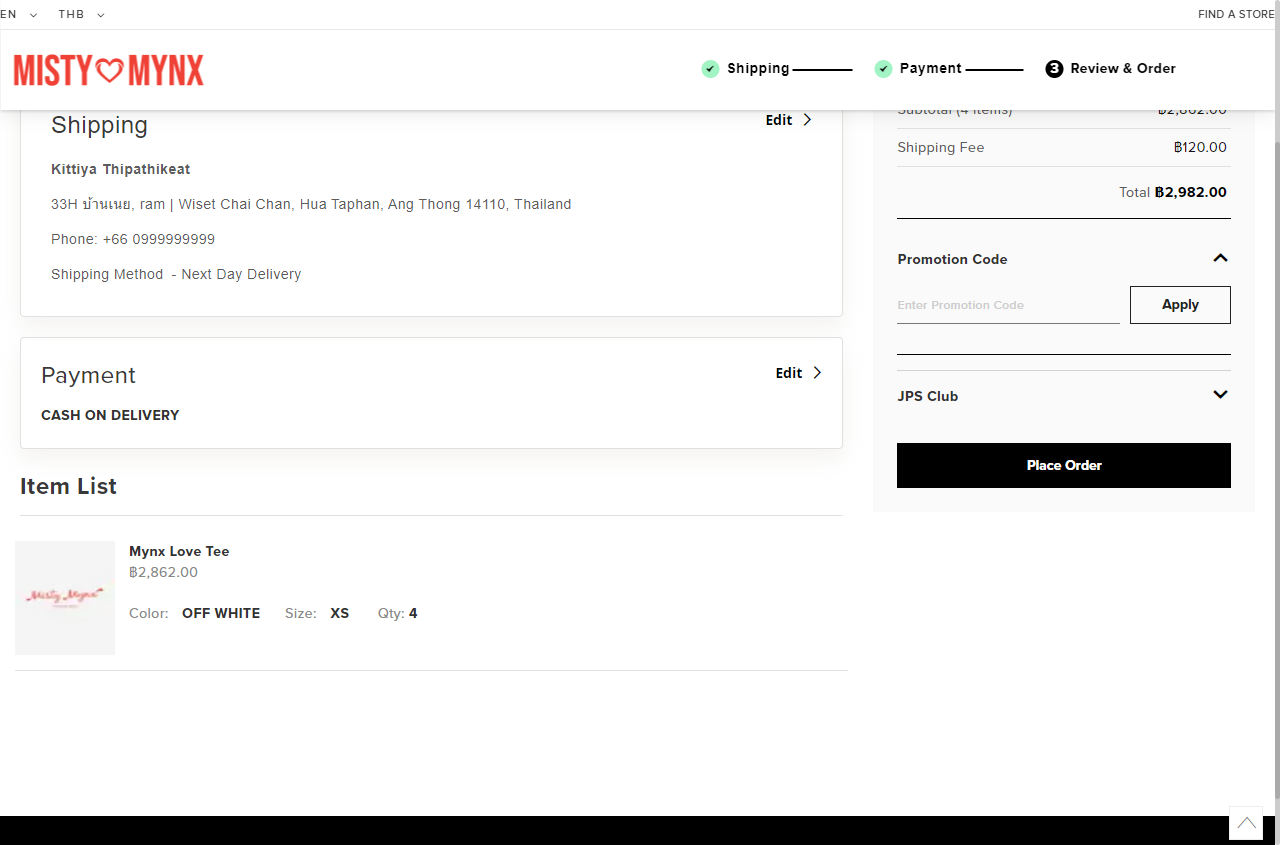 EN THB FIND A STORE
MISTY MYNX
Shipping Payment 3 Review & Order
Shipping
Edit
Kittiya Thipathikeat
33H บ้านเนย, ram | Wiset Chai Chan, Hua Taphan, Ang Thong 14110, Thailand
Phone: +66 0999999999
Shipping Method - Next Day Delivery
Payment
Edit
CASH ON DELIVERY
Item List
Mynx Love Tee
฿2,862.00
Misty Mynx
Color: OFF WHITE Size: XS Qty: 4
Subtotal (4 items) ฿2,862.00
Shipping Fee ฿120.00
Total ฿2,982.00
Promotion Code
Enter Promotion Code Apply
JPS Club
Place Order